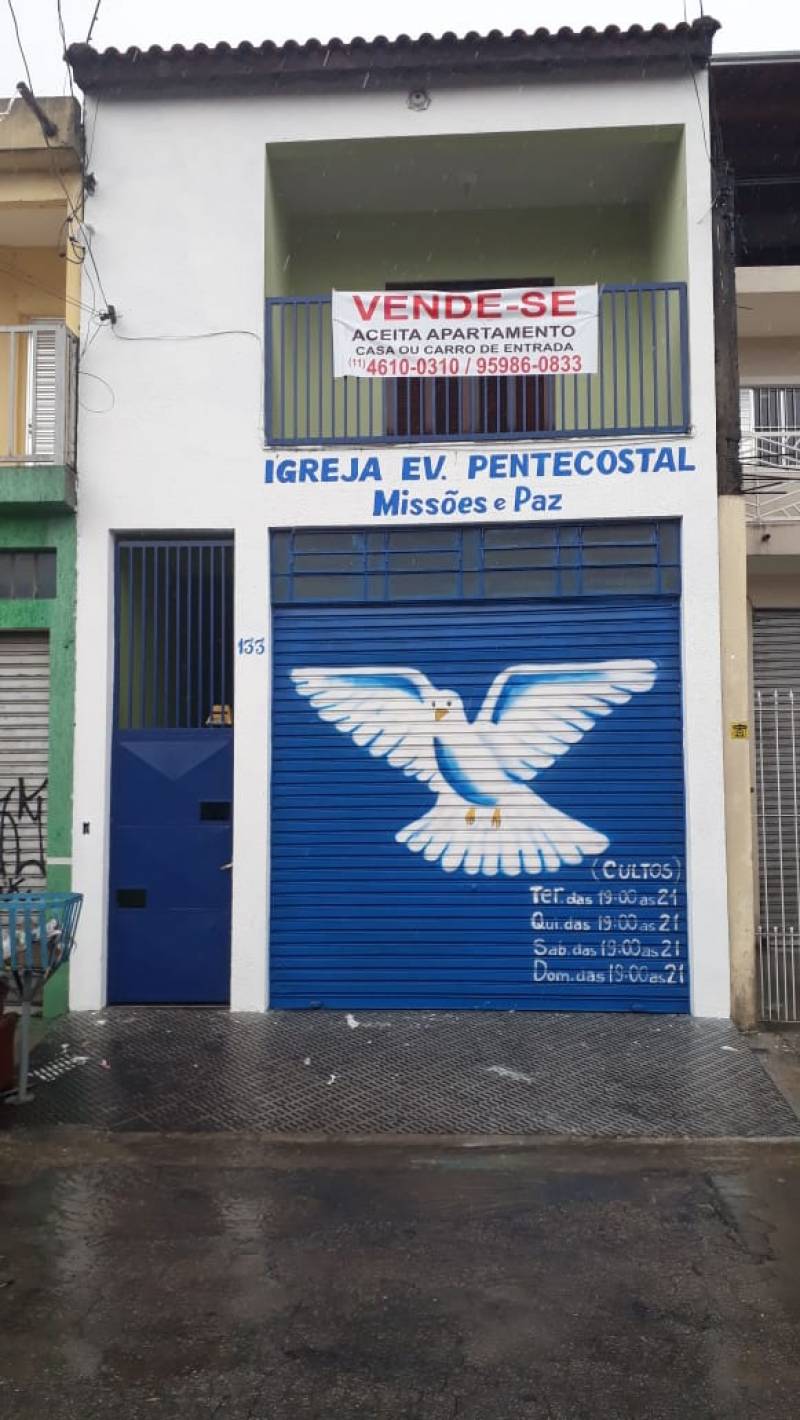 VENDE-SE
ACEITA APARTAMENTO
CASA OU CARRO DE ENTRADA
(11)4610-0310 / 95986-0833
IGREJA EV. PENTECOSTAL
Missões e Paz
133
(CULTOS)
Ter. das 19:00 as 21
Qui. das 19:00 as 21
Sab. das 19:00 as 21
Dom. das 19:00 as 21